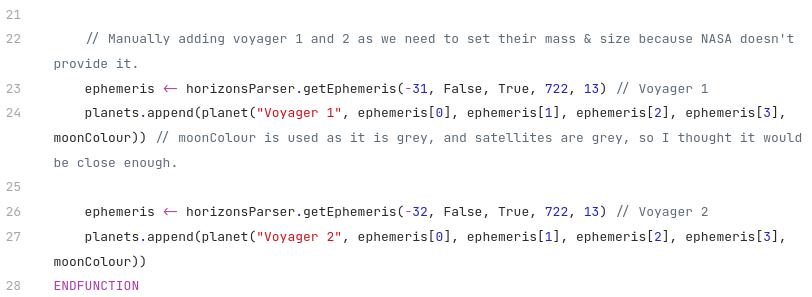 21
22 // Manually adding voyager 1 and 2 as we need to set their mass & size because NASA doesn't
provide it.
23 ephemeris ← horizonsParser.getEphemeris(-31, False, True, 722, 13) // Voyager 1
24 planets.append(planet("Voyager 1", ephemeris[0], ephemeris[1], ephemeris[2], ephemeris[3],
moonColour)) // moonColour is used as it is grey, and satellites are grey, so I thought it would
be close enough.
25
26 ephemeris ← horizonsParser.getEphemeris(-32, False, True, 722, 13) // Voyager 2
27 planets.append(planet("Voyager 2", ephemeris[0], ephemeris[1], ephemeris[2], ephemeris[3],
moonColour))
28 ENDFUNCTION